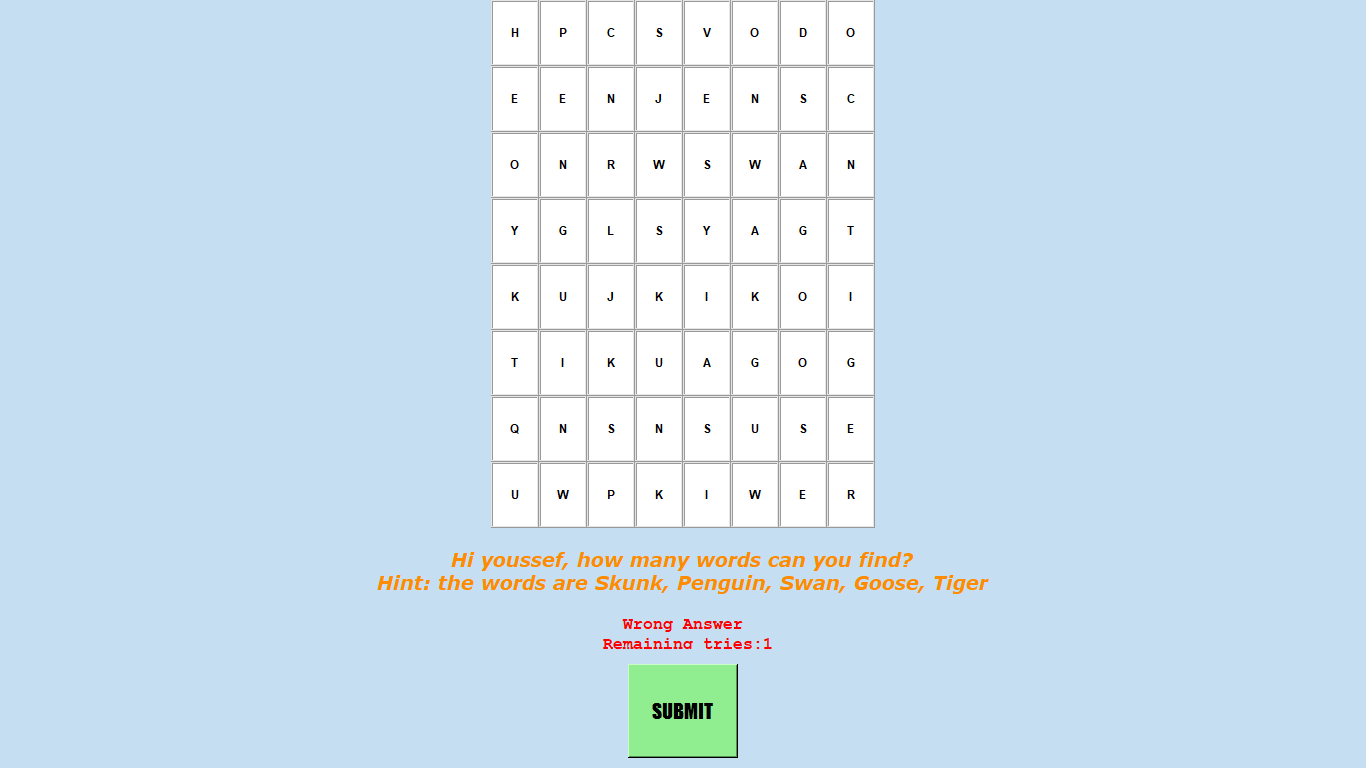 H P C S V O D O
E E N J E N S C
O N R W S W A N
Y G L S Y A G T
K U J K I K O I
T I K U A G O G
Q N S N S U S E
U W P K I W E R
Hi youssef, how many words can you find?
Hint: the words are Skunk, Penguin, Swan, Goose, Tiger
Wrong Answer
Remaining tries:1
SUBMIT